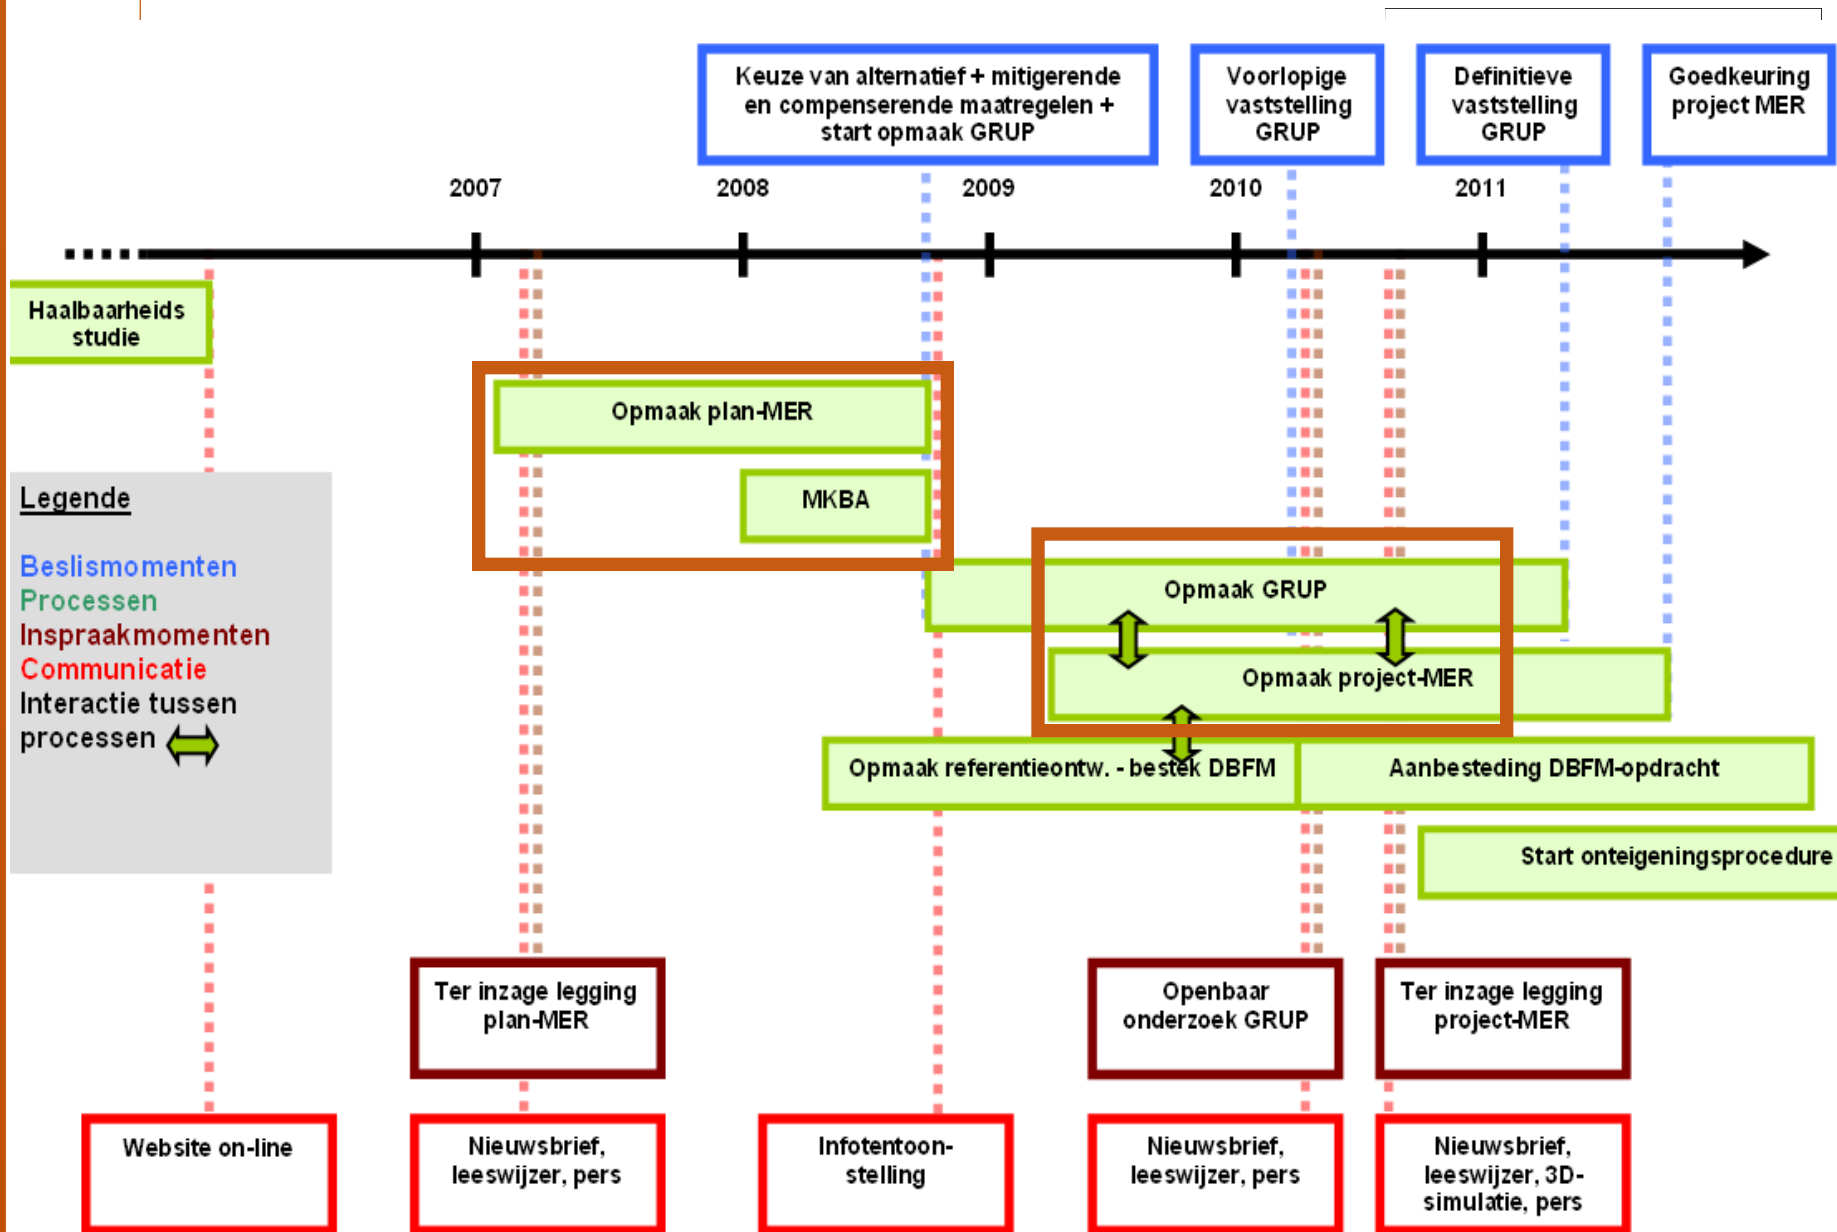 Keuze van alternatief + mitigerende
en compenserende maatregelen +
start opmaak GRUP
Voorlopige
vaststelling
GRUP
Definitieve
vaststelling
GRUP
Goedkeuring
project MER
2007
2008
2009
2010
2011
Haalbaarheids
studie
Opmaak plan-MER
MKBA
Legende
Beslismomenten
Processen
Inspraakmomenten
Communicatie
Interactie tussen
processen
Opmaak GRUP
Opmaak project-MER
Opmaak referentieontw. - bestek DBFM
Aanbesteding DBFM-opdracht
Start onteigeningsprocedure
Ter inzage legging
plan-MER
Openbaar
onderzoek GRUP
Ter inzage legging
project-MER
Website on-line
Nieuwsbrief,
leeswijzer, pers
Infotentoon-
stelling
Nieuwsbrief,
leeswijzer, pers
Nieuwsbrief,
leeswijzer, 3D-
simulatie, pers